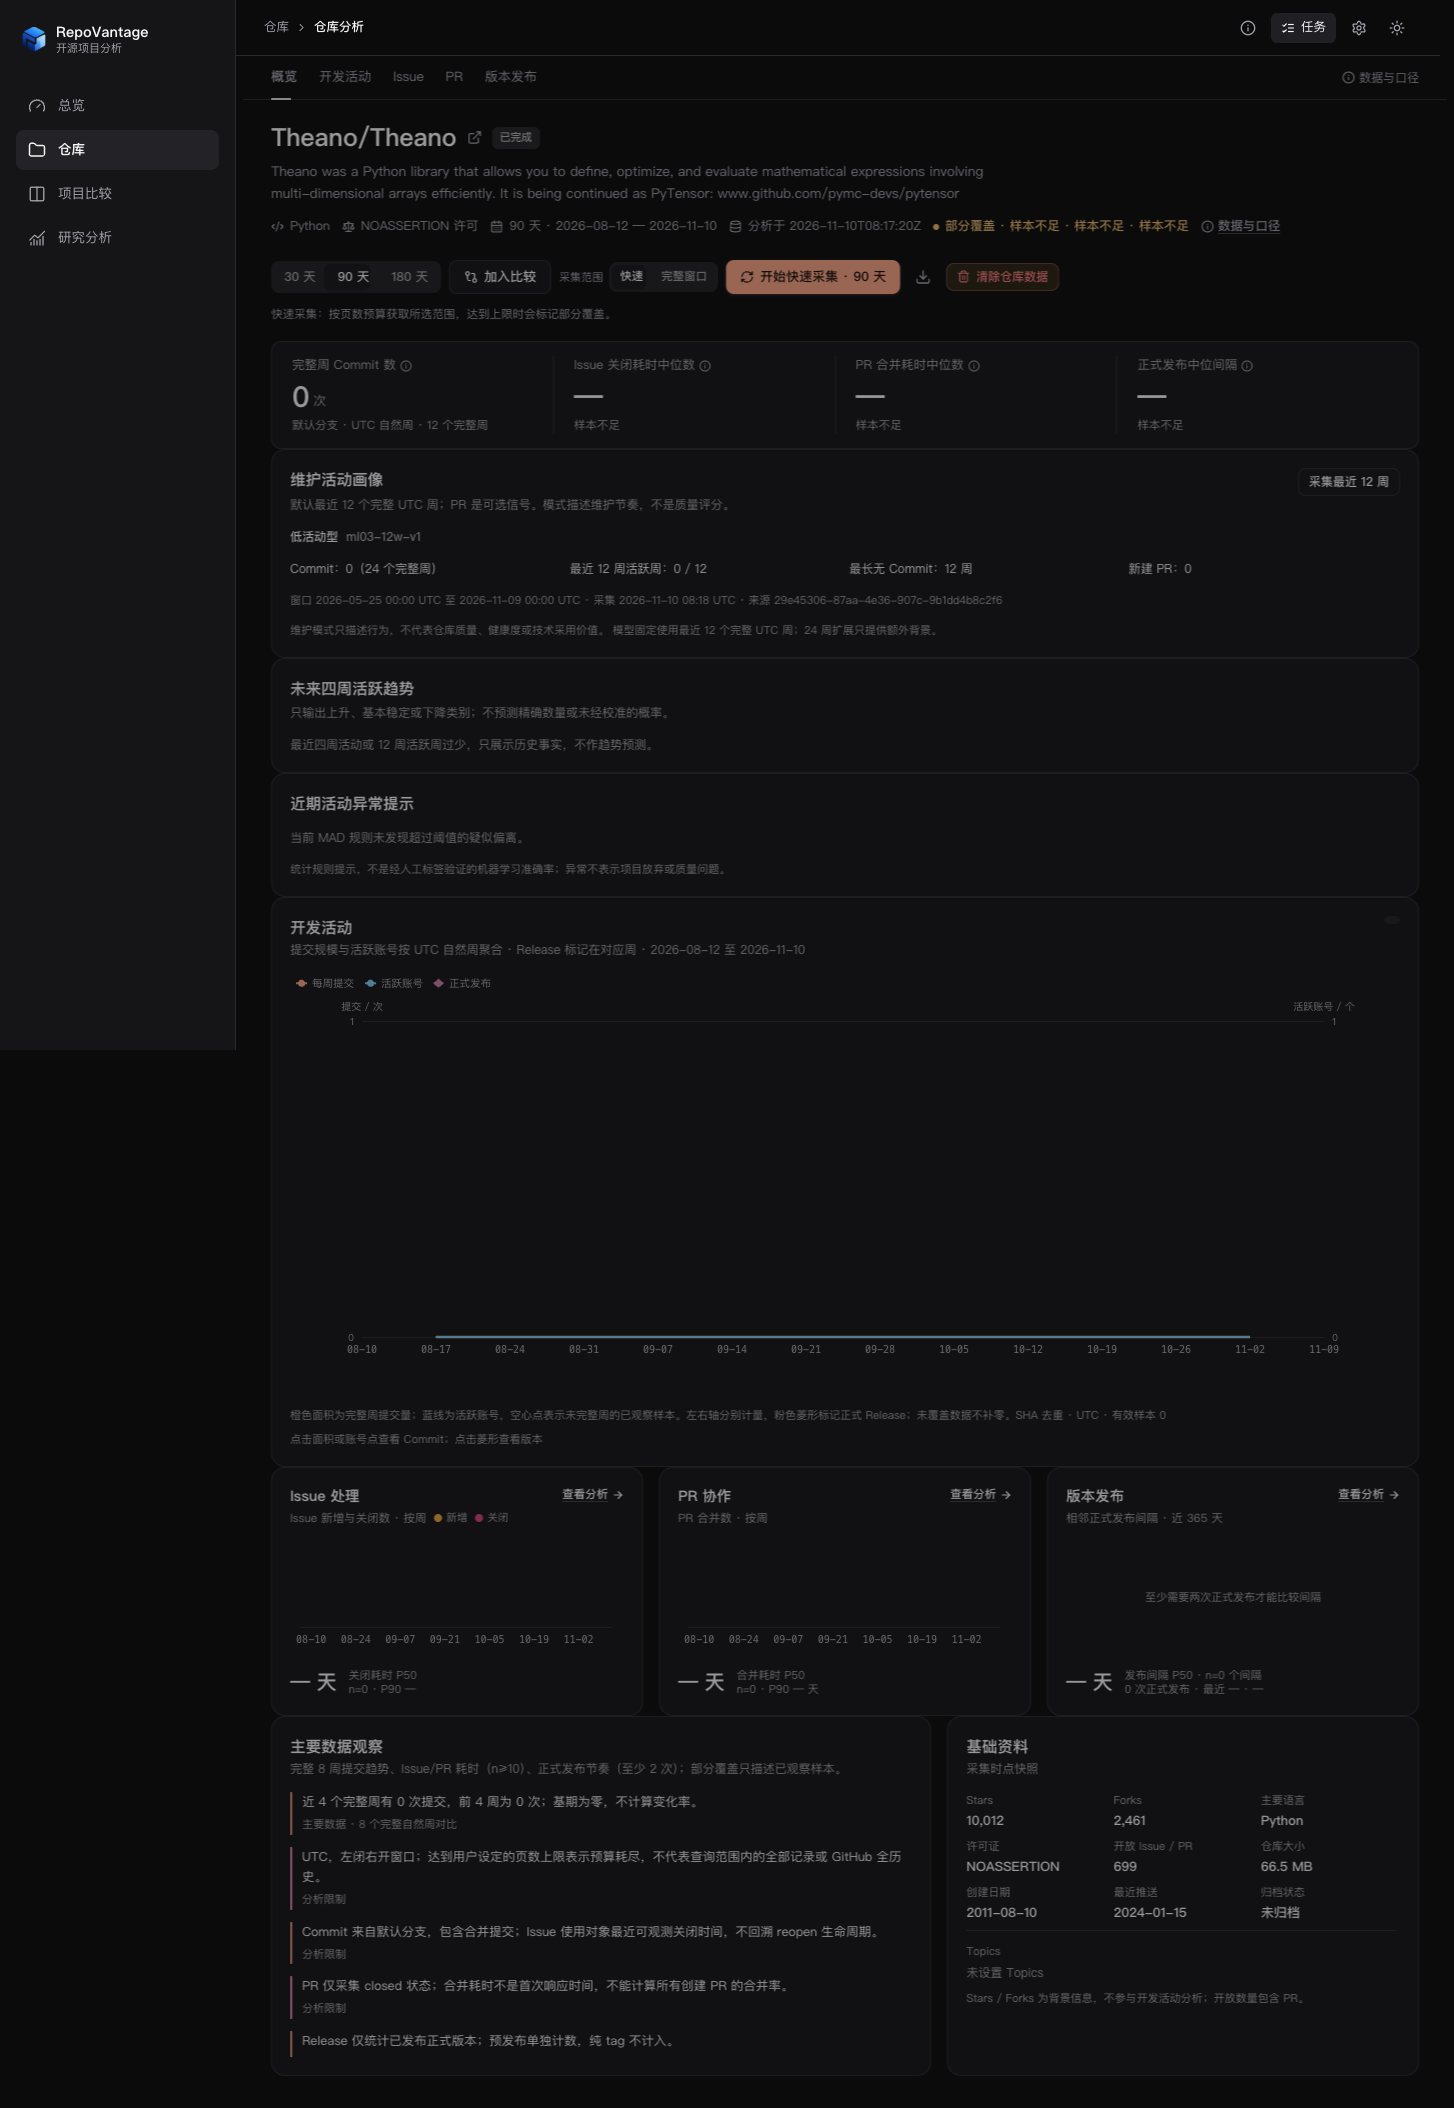 RepoVantage
开源项目分析
总览
仓库
项目比较
研究分析
仓库 > 仓库分析
任务
概览 开发活动 Issue PR 版本发布
数据与口径
Theano/Theano 已完成
Theano was a Python library that allows you to define, optimize, and evaluate mathematical expressions involving
multi-dimensional arrays efficiently. It is being continued as PyTensor: www.github.com/pymc-devs/pytensor
Python NOASSERTION 许可 90 天 · 2026-08-12 — 2026-11-10 分析于 2026-11-10T08:17:20Z 部分覆盖 · 样本不足 · 样本不足 · 样本不足 数据与口径
30 天 90 天 180 天 加入比较 采集范围 快速 完整窗口 开始快速采集 · 90 天 清除仓库数据
快速采集：按页数预算获取所选范围，达到上限时会标记部分覆盖。
完整周 Commit 数
0 次
默认分支 · UTC 自然周 · 12 个完整周
Issue 关闭耗时中位数
—
样本不足
PR 合并耗时中位数
—
样本不足
正式发布中位间隔
—
样本不足
维护活动画像
采集最近 12 周
默认最近 12 个完整 UTC 周；PR 是可选信号。模式描述维护节奏，不是质量评分。
低活动型 ml03-12w-v1
Commit：0（24 个完整周） 最近 12 周活跃周：0 / 12 最长无 Commit：12 周 新建 PR：0
窗口 2026-05-25 00:00 UTC 至 2026-11-09 00:00 UTC · 采集 2026-11-10 08:18 UTC · 来源 29e45306-87aa-4e36-907c-9b1dd4b8c2f6
维护模式只描述行为，不代表仓库质量、健康度或技术采用价值。 模型固定使用最近 12 个完整 UTC 周；24 周扩展只提供额外背景。
未来四周活跃趋势
只输出上升、基本稳定或下降类别；不预测精确数量或未经校准的概率。
最近四周活动或 12 周活跃周过少，只展示历史事实，不作趋势预测。
近期活动异常提示
当前 MAD 规则未发现超过阈值的疑似偏离。
统计规则提示，不是经人工标签验证的机器学习准确率；异常不表示项目放弃或质量问题。
开发活动
提交规模与活跃账号按 UTC 自然周聚合 · Release 标记在对应周 · 2026-08-12 至 2026-11-10
每周提交 活跃账号 正式发布
提交 / 次 活跃账号 / 个
1 1
0 0
08-10 08-17 08-24 08-31 09-07 09-14 09-21 09-28 10-05 10-12 10-19 10-26 11-02 11-09
橙色面积为完整周提交量；蓝线为活跃账号，空心点表示未完整周的已观察样本。左右轴分别计量，粉色菱形标记正式 Release；未覆盖数据不补零。SHA 去重 · UTC · 有效样本 0
点击面积或账号点查看 Commit；点击菱形查看版本
Issue 处理 查看分析 →
Issue 新增与关闭数 · 按周 新增 关闭
08-10 08-24 09-07 09-21 10-05 10-19 11-02
— 天
关闭耗时 P50
n=0 · P90 —
PR 协作 查看分析 →
PR 合并数 · 按周
08-10 08-24 09-07 09-21 10-05 10-19 11-02
— 天
合并耗时 P50
n=0 · P90 — 天
版本发布 查看分析 →
相邻正式发布间隔 · 近 365 天
至少需要两次正式发布才能比较间隔
— 天
发布间隔 P50 · n=0 个间隔
0 次正式发布 · 最近 — · —
主要数据观察
完整 8 周提交趋势、Issue/PR 耗时（n≥10）、正式发布节奏（至少 2 次）；部分覆盖只描述已观察样本。
近 4 个完整周有 0 次提交，前 4 周为 0 次；基期为零，不计算变化率。
主要数据 · 8 个完整自然周对比
UTC，左闭右开窗口；达到用户设定的页数上限表示预算耗尽，不代表查询范围内的全部记录或 GitHub 全历
史。
分析限制
Commit 来自默认分支，包含合并提交；Issue 使用对象最近可观测关闭时间，不回溯 reopen 生命周期。
分析限制
PR 仅采集 closed 状态；合并耗时不是首次响应时间，不能计算所有创建 PR 的合并率。
分析限制
Release 仅统计已发布正式版本；预发布单独计数，纯 tag 不计入。
基础资料
采集时点快照
Stars Forks 主要语言
10,012 2,461 Python
许可证 开放 Issue / PR 仓库大小
NOASSERTION 699 66.5 MB
创建日期 最近推送 归档状态
2011-08-10 2024-01-15 未归档
Topics
未设置 Topics
Stars / Forks 为背景信息，不参与开发活动分析；开放数量包含 PR。